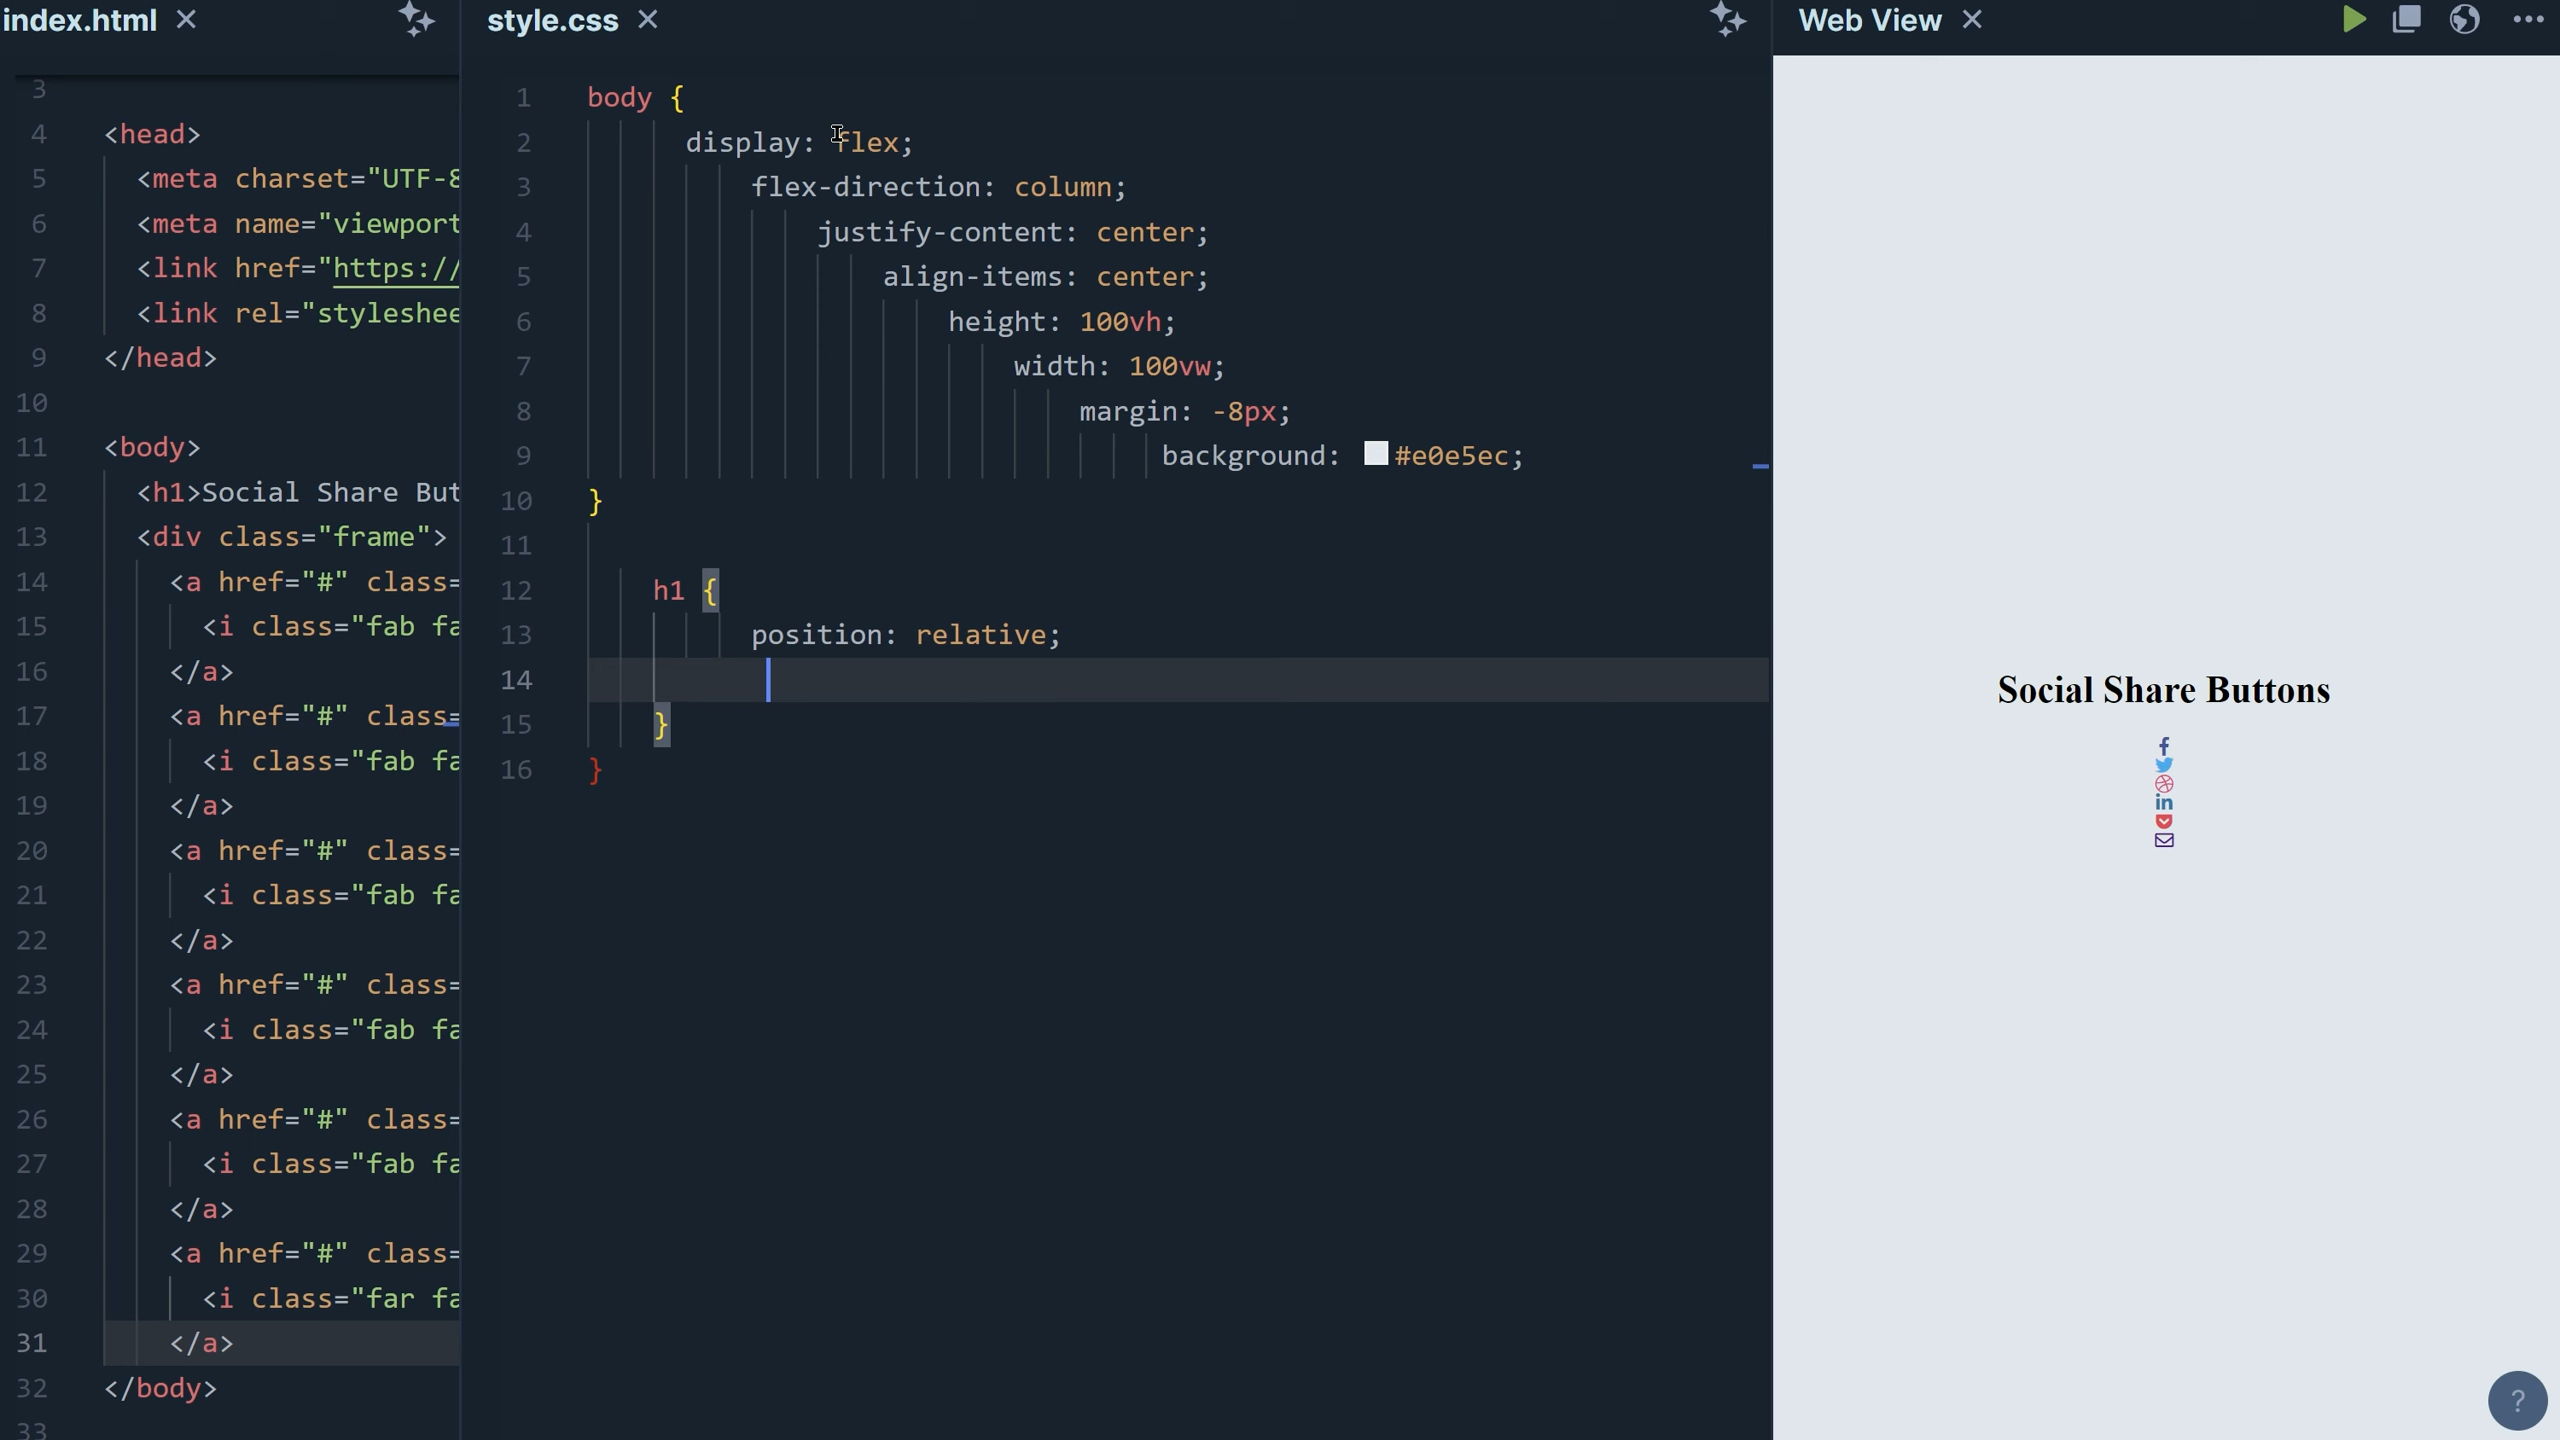 index.html
3
4 <head>
5 <meta charset="UTF-8
6 <meta name="viewport
7 <link href="https://
8 <link rel="styleshee
9 </head>
10
11 <body>
12 <h1>Social Share But
13 <div class="frame">
14 <a href="#" class=
15 <i class="fab fa
16 </a>
17 <a href="#" class=
18 <i class="fab fa
19 </a>
20 <a href="#" class=
21 <i class="fab fa
22 </a>
23 <a href="#" class=
24 <i class="fab fa
25 </a>
26 <a href="#" class=
27 <i class="fab fa
28 </a>
29 <a href="#" class=
30 <i class="far fa
31 </a>
32 </body>
33
style.css
1 body {
2 display: flex;
3 flex-direction: column;
4 justify-content: center;
5 align-items: center;
6 height: 100vh;
7 width: 100vw;
8 margin: -8px;
9 background: #e0e5ec;
10 }
11
12 h1 {
13 position: relative;
14
15 }
16 }
Web View
Social Share Buttons
f
in
?